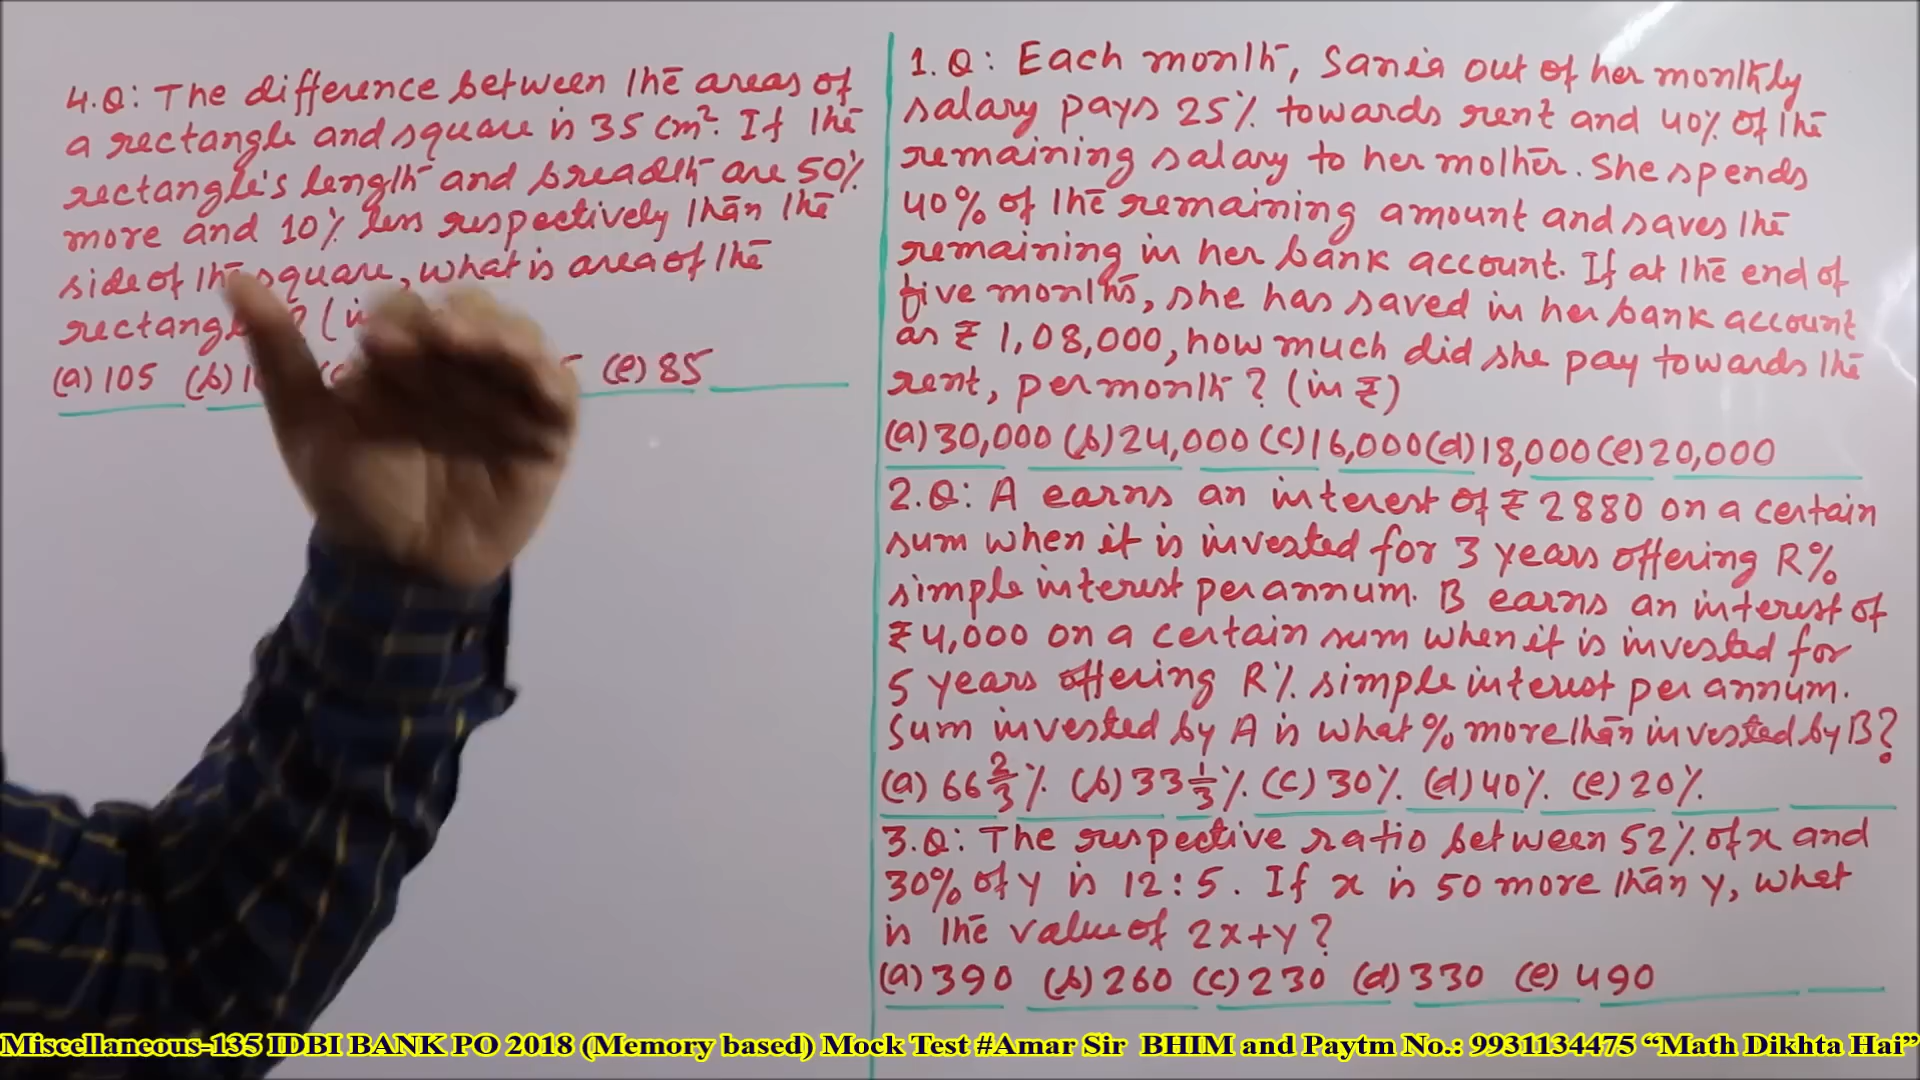 4.Q: The difference between the areas of
a rectangle and square is 35 cm². If the
rectangle's length and breadth are 50%
more and 10% less respectively than the
side of the square, what is area of the
(a) 105 (b) (e) 85
1.Q: Each month, Sania out of her monthly
salary pays 25% towards rent and 40% of the
remaining salary to her mother. She spends
40% of the remaining amount and saves the
remaining in her bank account. If at the end of
five months, she has saved in her bank account
as ₹ 1,08,000, how much did she pay towards the
rent, per month? (in ₹)
(a) 30,000 (b) 24,000 (c) 16,000 (d) 18,000 (e) 20,000
2.Q: A earns an interest of ₹ 2880 on a certain
sum when it is invested for 3 years offering R%
simple interest per annum. B earns an interest of
₹ 4,000 on a certain sum when it is invested for
5 years offering R% simple interest per annum.
Sum invested by A is what % more than invested by B?
(a) 66 2/3 % (b) 33 1/3 % (c) 30% (d) 40% (e) 20%
3.Q: The respective ratio between 52% of x and
30% of y is 12 : 5. If x is 50 more than y, what
is the value of 2x+y?
(a) 390 (b) 260 (c) 230 (d) 330 (e) 490
Miscellaneous-135 IDBI BANK PO 2018 (Memory based) Mock Test #Amar Sir BHIM and Paytm No.: 9931134475 “Math Dikhta Hai”